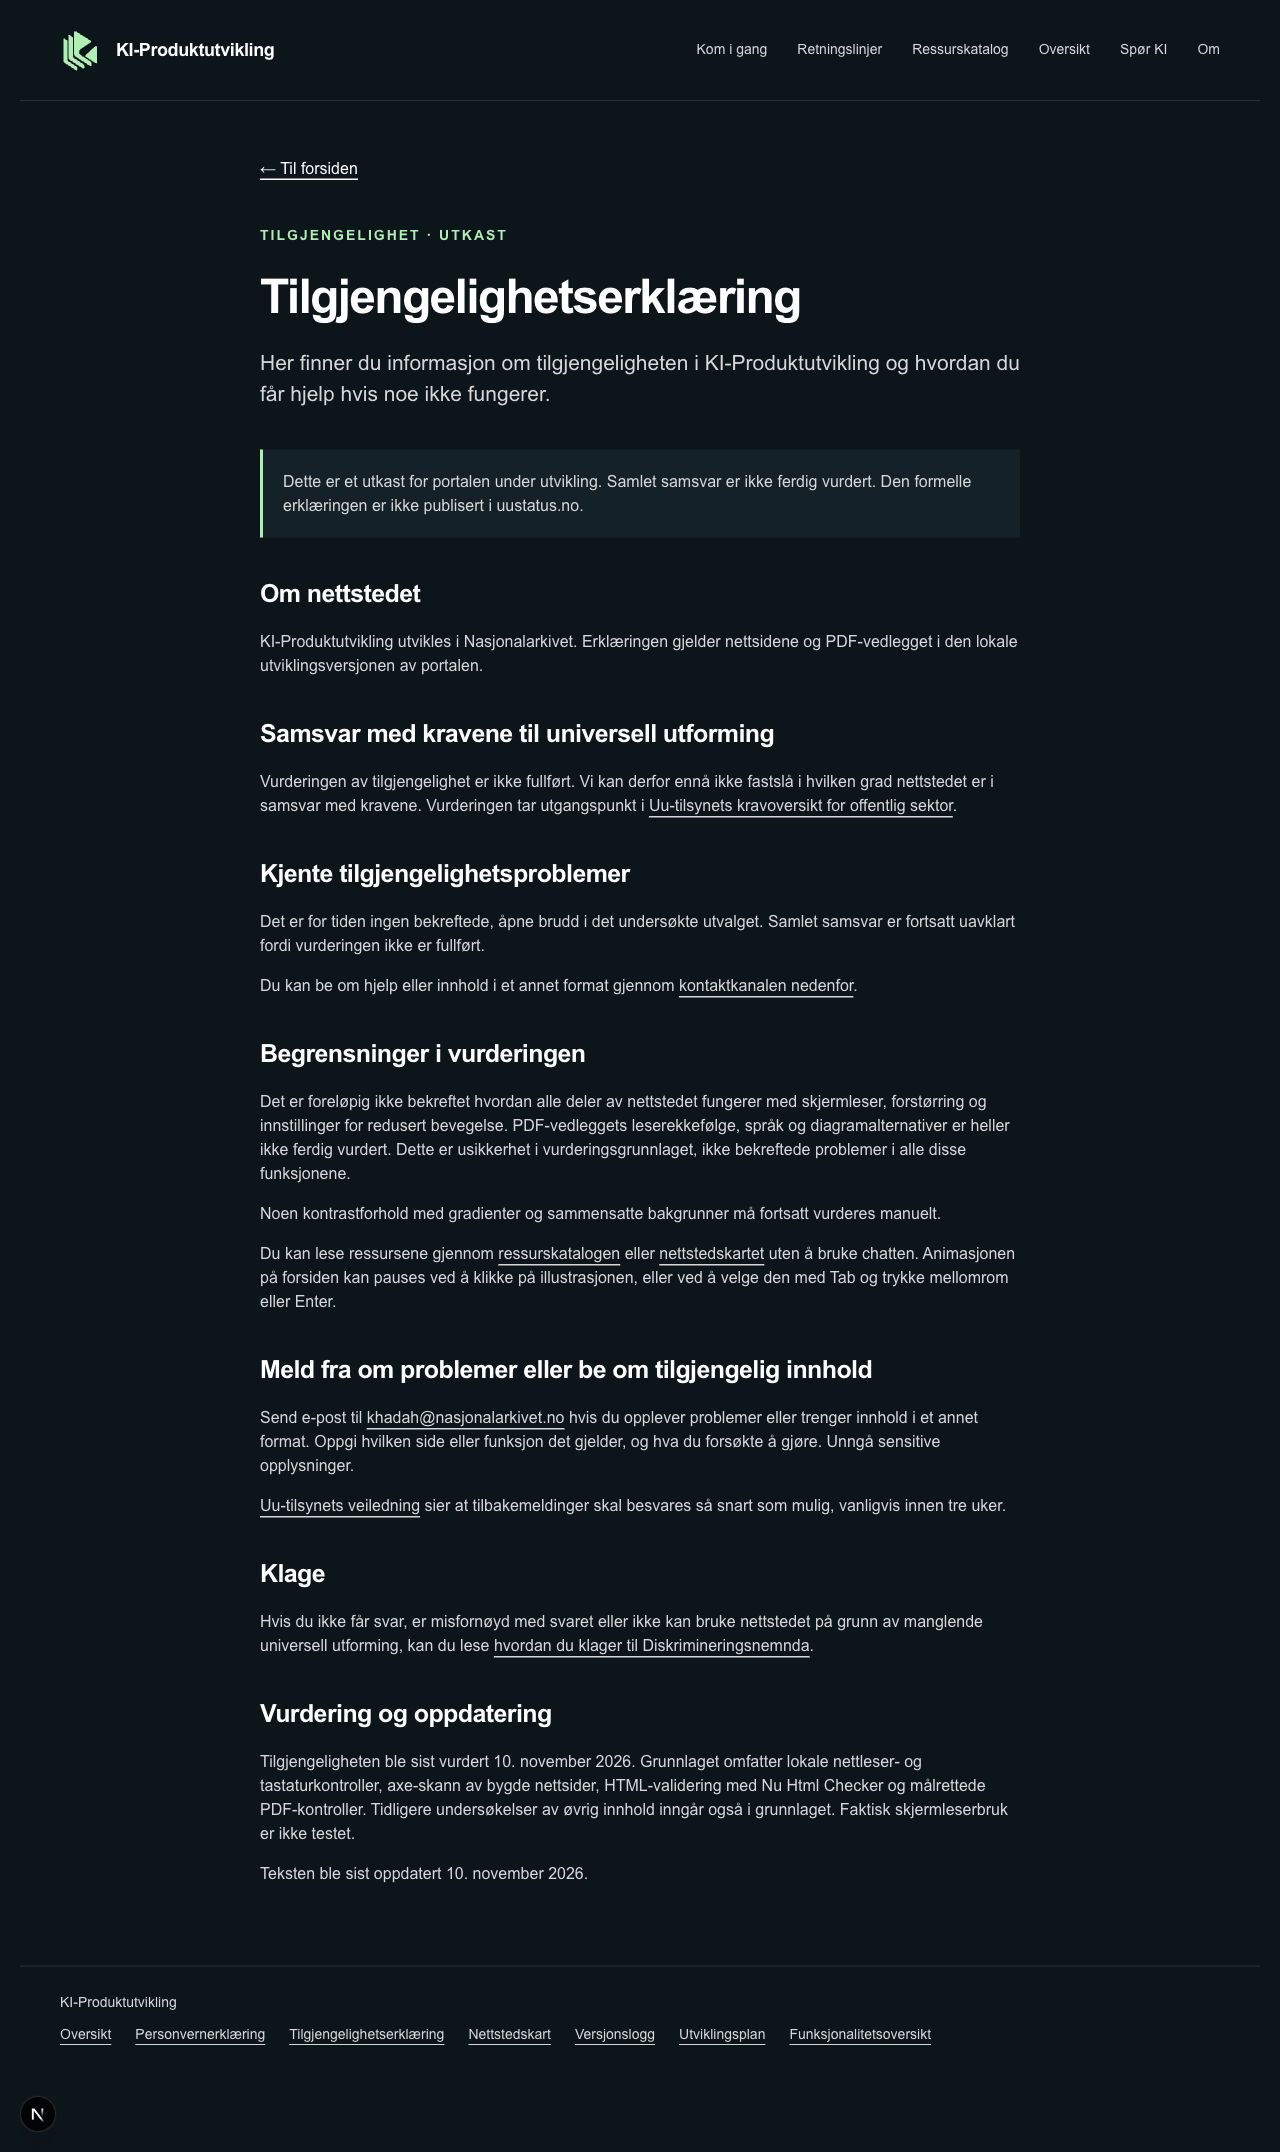 KI-Produktutvikling
Kom i gang
Retningslinjer
Ressurskatalog
Oversikt
Spør KI
Om
← Til forsiden
TILGJENGELIGHET · UTKAST
Tilgjengelighetserklæring
Her finner du informasjon om tilgjengeligheten i KI-Produktutvikling og hvordan du
får hjelp hvis noe ikke fungerer.
Dette er et utkast for portalen under utvikling. Samlet samsvar er ikke ferdig vurdert. Den formelle
erklæringen er ikke publisert i uustatus.no.
Om nettstedet
KI-Produktutvikling utvikles i Nasjonalarkivet. Erklæringen gjelder nettsidene og PDF-vedlegget i den lokale
utviklingsversjonen av portalen.
Samsvar med kravene til universell utforming
Vurderingen av tilgjengelighet er ikke fullført. Vi kan derfor ennå ikke fastslå i hvilken grad nettstedet er i
samsvar med kravene. Vurderingen tar utgangspunkt i Uu-tilsynets kravoversikt for offentlig sektor.
Kjente tilgjengelighetsproblemer
Det er for tiden ingen bekreftede, åpne brudd i det undersøkte utvalget. Samlet samsvar er fortsatt uavklart
fordi vurderingen ikke er fullført.
Du kan be om hjelp eller innhold i et annet format gjennom kontaktkanalen nedenfor.
Begrensninger i vurderingen
Det er foreløpig ikke bekreftet hvordan alle deler av nettstedet fungerer med skjermleser, forstørring og
innstillinger for redusert bevegelse. PDF-vedleggets leserekkefølge, språk og diagramalternativer er heller
ikke ferdig vurdert. Dette er usikkerhet i vurderingsgrunnlaget, ikke bekreftede problemer i alle disse
funksjonene.
Noen kontrastforhold med gradienter og sammensatte bakgrunner må fortsatt vurderes manuelt.
Du kan lese ressursene gjennom ressurskatalogen eller nettstedskartet uten å bruke chatten. Animasjonen
på forsiden kan pauses ved å klikke på illustrasjonen, eller ved å velge den med Tab og trykke mellomrom
eller Enter.
Meld fra om problemer eller be om tilgjengelig innhold
Send e-post til khadah@nasjonalarkivet.no hvis du opplever problemer eller trenger innhold i et annet
format. Oppgi hvilken side eller funksjon det gjelder, og hva du forsøkte å gjøre. Unngå sensitive
opplysninger.
Uu-tilsynets veiledning sier at tilbakemeldinger skal besvares så snart som mulig, vanligvis innen tre uker.
Klage
Hvis du ikke får svar, er misfornøyd med svaret eller ikke kan bruke nettstedet på grunn av manglende
universell utforming, kan du lese hvordan du klager til Diskrimineringsnemnda.
Vurdering og oppdatering
Tilgjengeligheten ble sist vurdert 10. november 2026. Grunnlaget omfatter lokale nettleser- og
tastaturkontroller, axe-skann av bygde nettsider, HTML-validering med Nu Html Checker og målrettede
PDF-kontroller. Tidligere undersøkelser av øvrig innhold inngår også i grunnlaget. Faktisk skjermleserbruk
er ikke testet.
Teksten ble sist oppdatert 10. november 2026.
KI-Produktutvikling
Oversikt
Personvernerklæring
Tilgjengelighetserklæring
Nettstedskart
Versjonslogg
Utviklingsplan
Funksjonalitetsoversikt
N